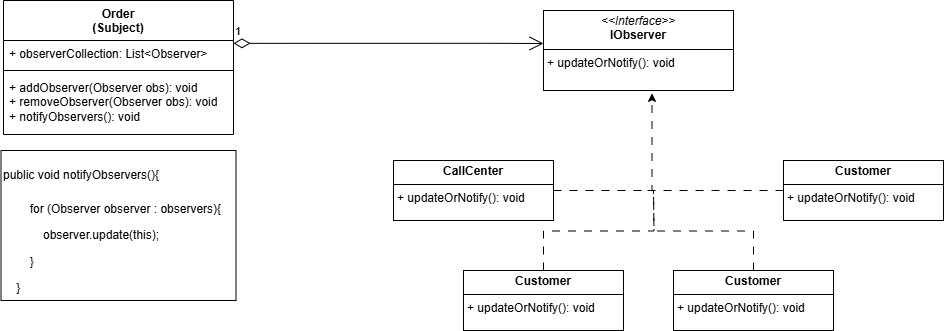 Order
(Subject)
+ observerCollection: List<Observer>
+ addObserver(Observer obs): void
+ removeObserver(Observer obs): void
+ notifyObservers(): void
1
<<Interface>>
IObserver
+ updateOrNotify(): void
public void notifyObservers(){
for (Observer observer : observers){
observer.update(this);
}
}
CallCenter
+ updateOrNotify(): void
Customer
+ updateOrNotify(): void
Customer
+ updateOrNotify(): void
Customer
+ updateOrNotify(): void